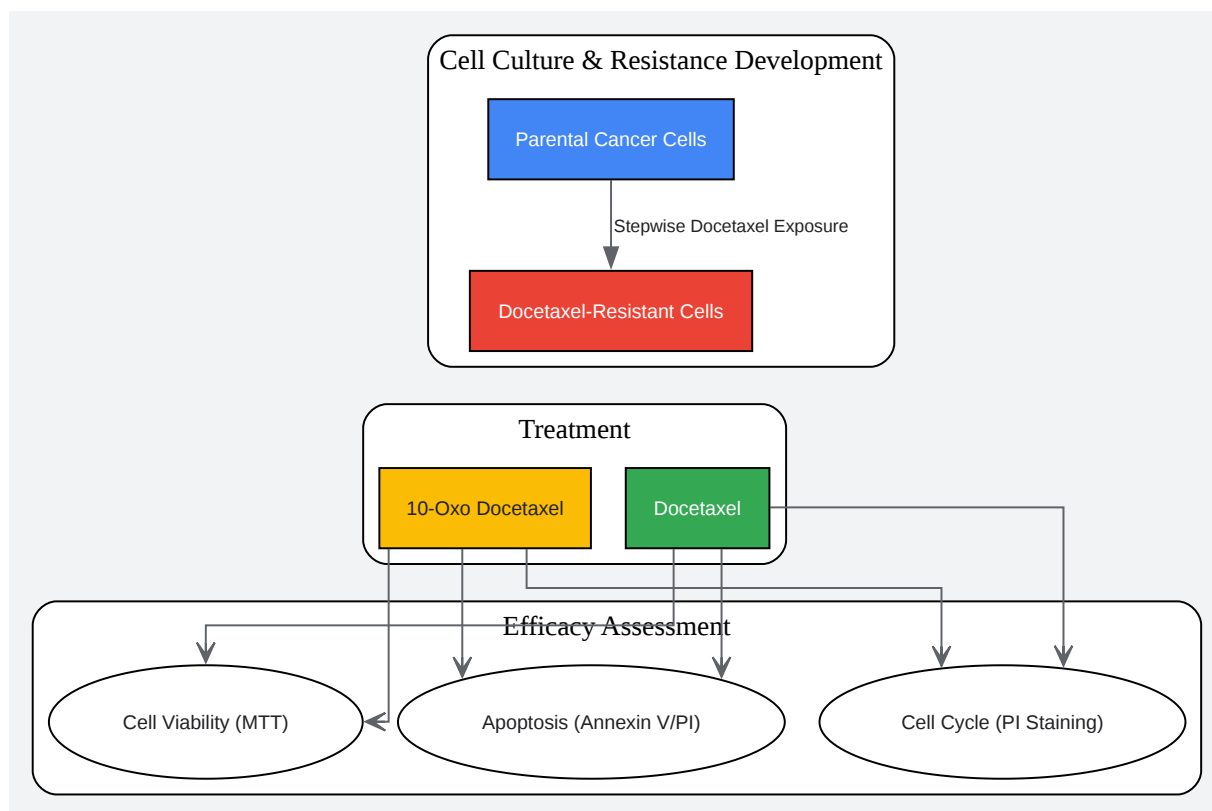 Cell Culture & Resistance Development
Parental Cancer Cells
Stepwise Docetaxel Exposure
Docetaxel-Resistant Cells
Treatment
10-Oxo Docetaxel
Docetaxel
Efficacy Assessment
Cell Viability (MTT)
Apoptosis (Annexin V/PI)
Cell Cycle (PI Staining)